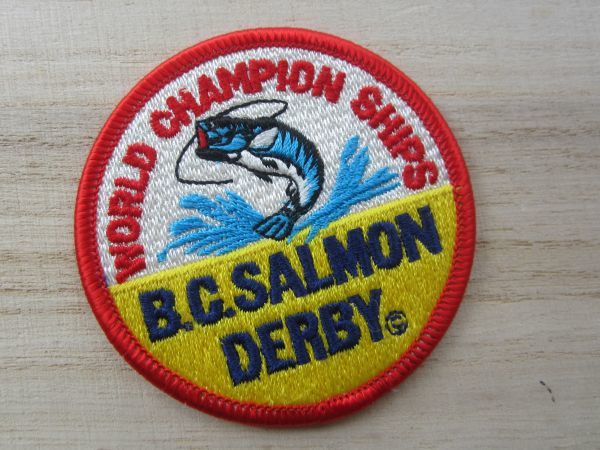 WORLD CHAMPION SHIPS
B.C. SALMON
DERBY